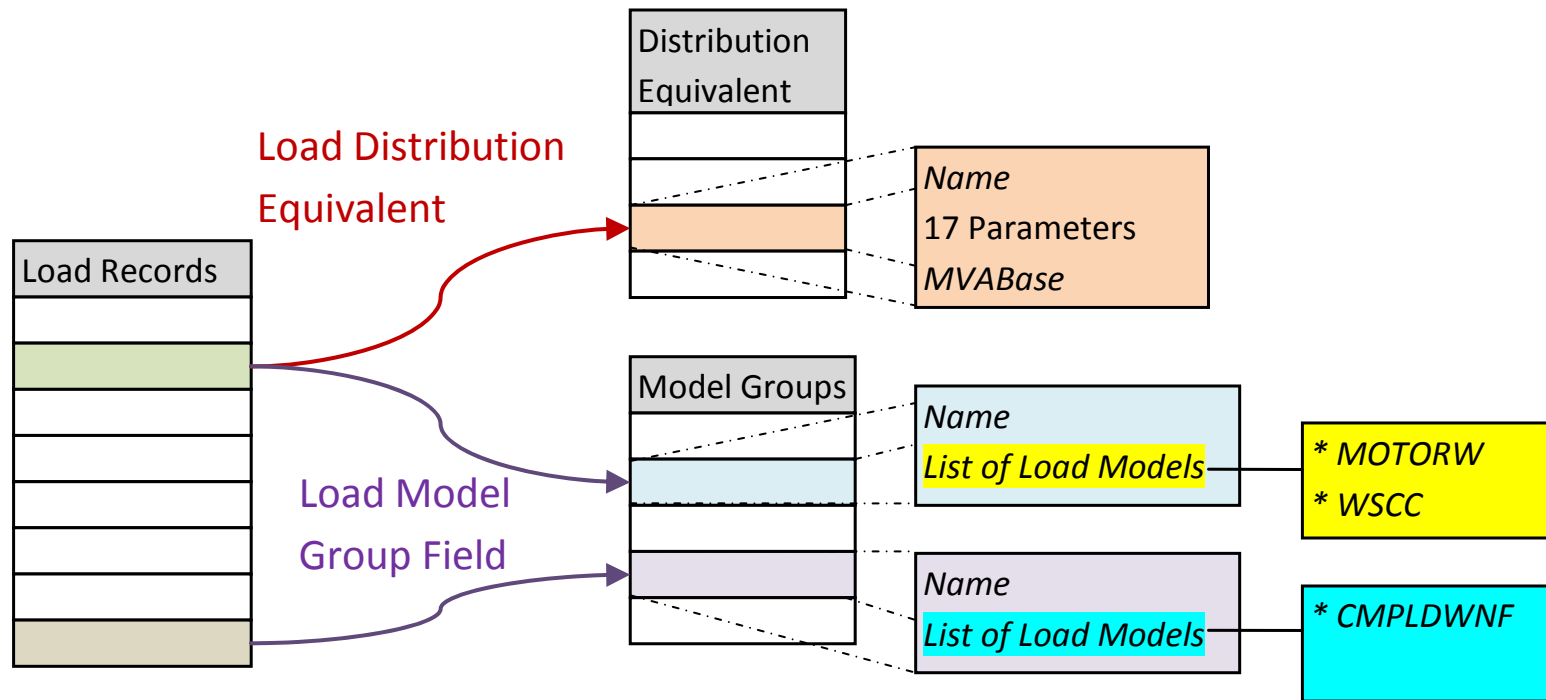 Distribution
Equivalent
Load Distribution
Equivalent
Name
17 Parameters
MVABase
Load Records
Model Groups
Load Model
Group Field
Name
List of Load Models
* MOTORW
* WSCC
Name
List of Load Models
* CMPLDWNF